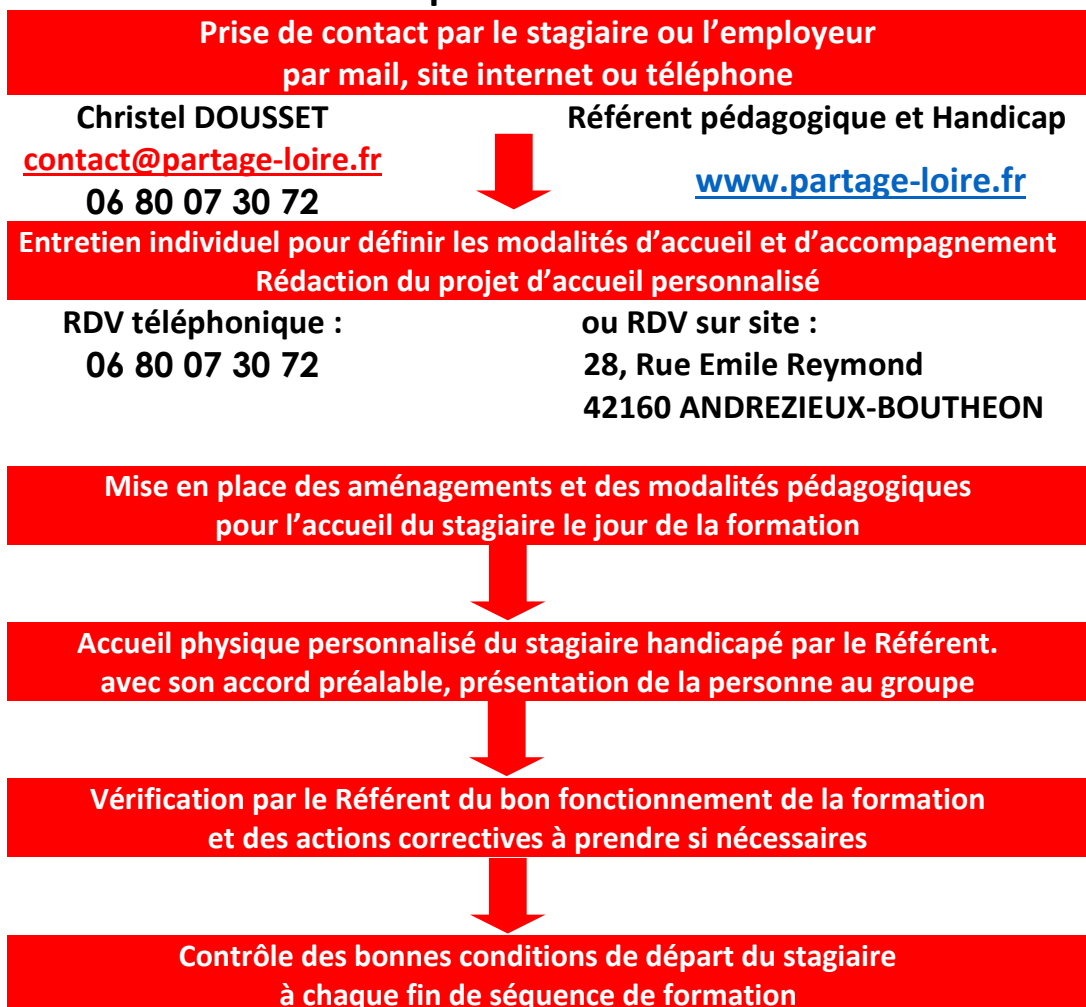 Prise de contact par le stagiaire ou l’employeur
par mail, site internet ou téléphone
Christel DOUSSET
contact@partage-loire.fr
06 80 07 30 72
Référent pédagogique et Handicap
www.partage-loire.fr
Entretien individuel pour définir les modalités d’accueil et d’accompagnement
Rédaction du projet d’accueil personnalisé
RDV téléphonique :
06 80 07 30 72
ou RDV sur site :
28, Rue Emile Reymond
42160 ANDREZIEUX-BOUTHEON
Mise en place des aménagements et des modalités pédagogiques
pour l’accueil du stagiaire le jour de la formation
Accueil physique personnalisé du stagiaire handicapé par le Référent.
avec son accord préalable, présentation de la personne au groupe
Vérification par le Référent du bon fonctionnement de la formation
et des actions correctives à prendre si nécessaires
Contrôle des bonnes conditions de départ du stagiaire
à chaque fin de séquence de formation